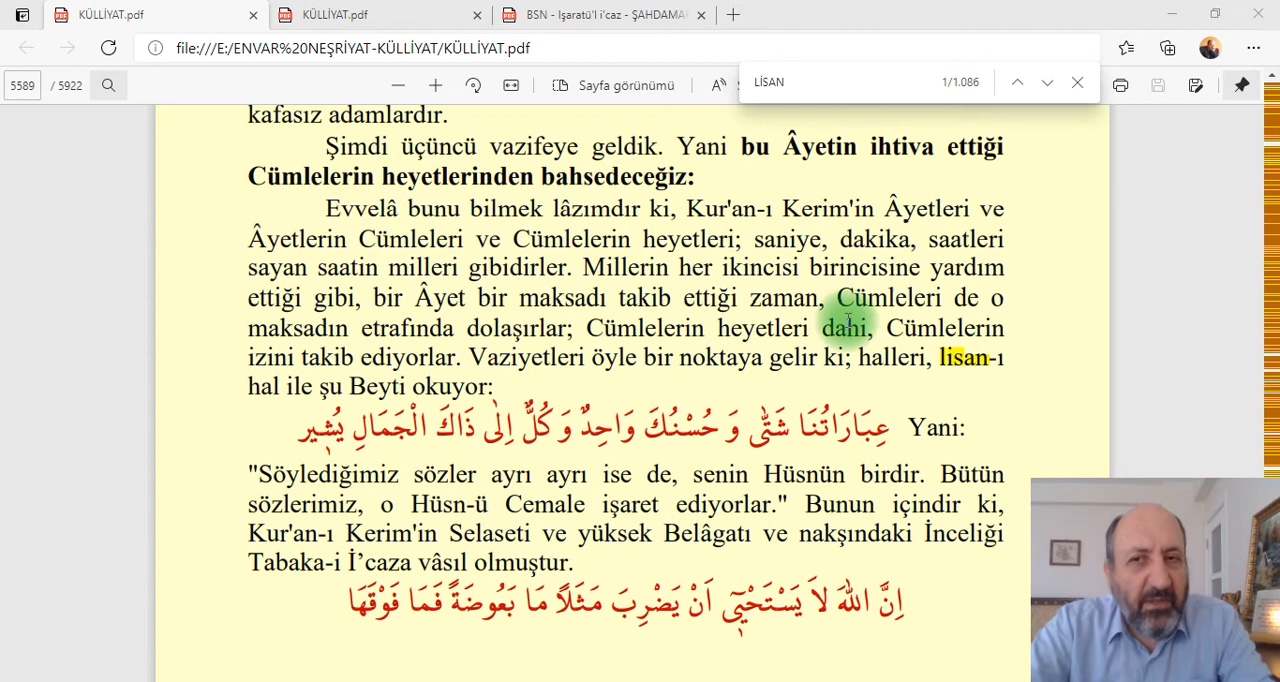 KÜLLİYAT.pdf
KÜLLİYAT.pdf
BSN - Işaratü'l i'caz - ŞAHDAMA
file:///E:/ENVAR%20NEŞRİYAT-KÜLLİYAT/KÜLLİYAT.pdf
5589 / 5922
Sayfa görünümü
LİSAN 1/1.086
kafasız adamlardır.
Şimdi üçüncü vazifeye geldik. Yani bu Âyetin ihtiva ettiği
Cümlelerin heyetlerinden bahsedeceğiz:
Evvelâ bunu bilmek lâzımdır ki, Kur'an-ı Kerim'in Âyetleri ve
Âyetlerin Cümleleri ve Cümlelerin heyetleri; saniye, dakika, saatleri
sayan saatin milleri gibidirler. Millerin her ikincisi birincisine yardım
ettiği gibi, bir Âyet bir maksadı takib ettiği zaman, Cümleleri de o
maksadın etrafında dolaşırlar; Cümlelerin heyetleri dahi, Cümlelerin
izini takib ediyorlar. Vaziyetleri öyle bir noktaya gelir ki; halleri, lisan-ı
hal ile şu Beyti okuyor:
عِبَارَاتُنَا شَتَّى وَ حُسْنُكَ وَاحِدٌ وَ كُلٌّ اِلٰى ذَاكَ الْجَمَالِ يُشِيرُ Yani:
"Söylediğimiz sözler ayrı ayrı ise de, senin Hüsnün birdir. Bütün
sözlerimiz, o Hüsn-ü Cemale işaret ediyorlar." Bunun içindir ki,
Kur'an-ı Kerim'in Selaseti ve yüksek Belâgatı ve nakşındaki İnceliği
Tabaka-i İ’caza vâsıl olmuştur.
اِنَّ اللّٰهَ لاَ يَسْتَحْيِٓى اَنْ يَضْرِبَ مَثَلاً مَا بَعُوضَةً فَمَا فَوْقَهَا